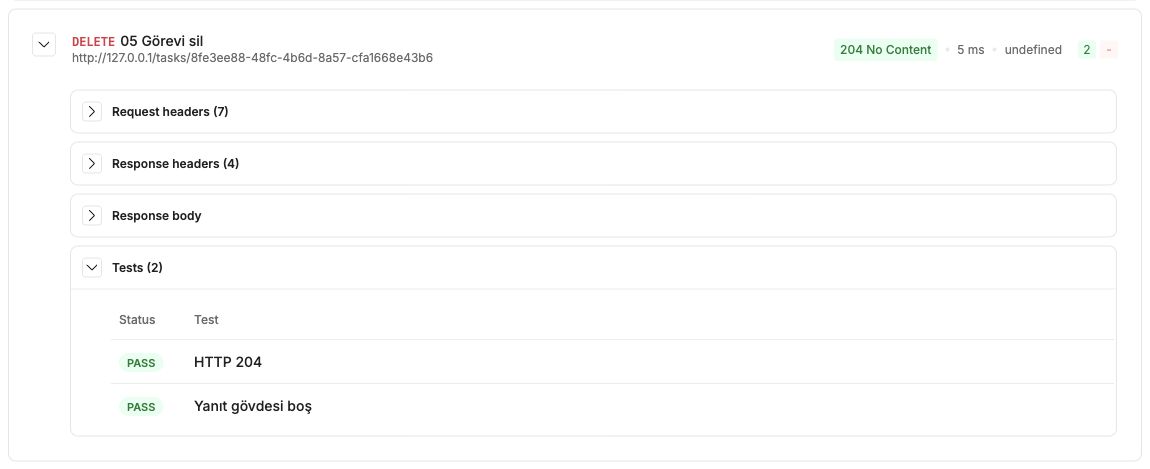 DELETE 05 Görevi sil
http://127.0.0.1/tasks/8fe3ee88-48fc-4b6d-8a57-cfa1668e43b6
204 No Content • 5 ms • undefined 2 -
Request headers (7)
Response headers (4)
Response body
Tests (2)
Status Test
PASS HTTP 204
PASS Yanıt gövdesi boş